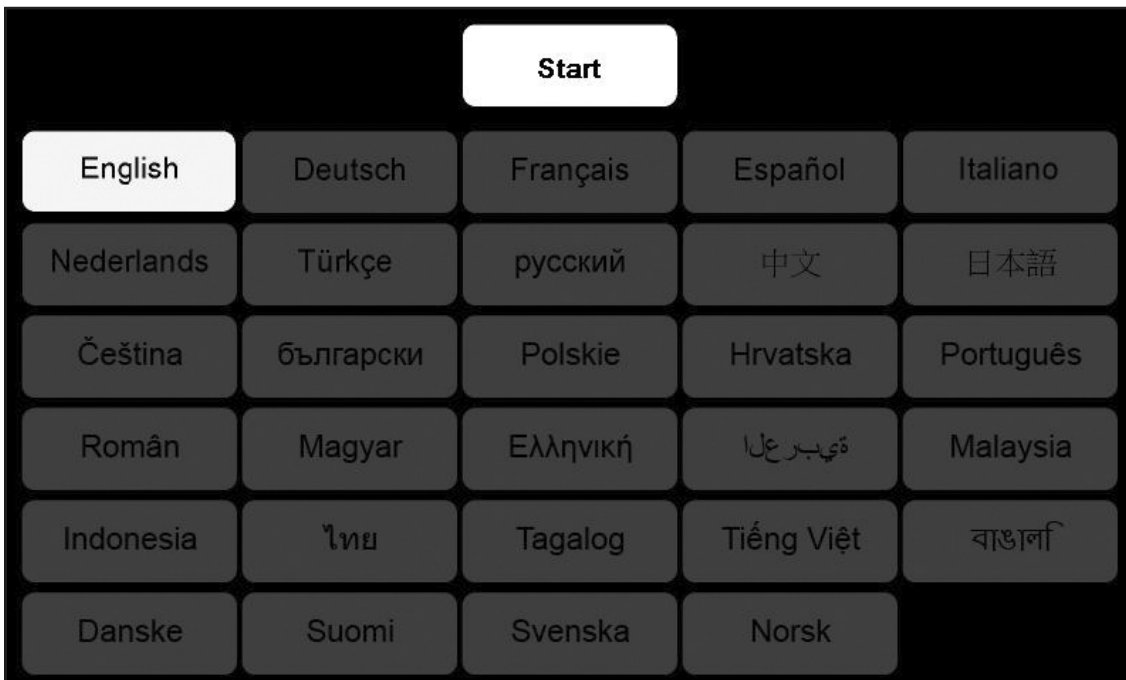 Start
English Deutsch Français Español Italiano
Nederlands Türkçe русский 中文 日本語
Čeština български Polskie Hrvatska Português
Român Magyar Ελληνική ةيبرعلا Malaysia
Indonesia ไทย Tagalog Tiếng Việt বাঙালি
Danske Suomi Svenska Norsk